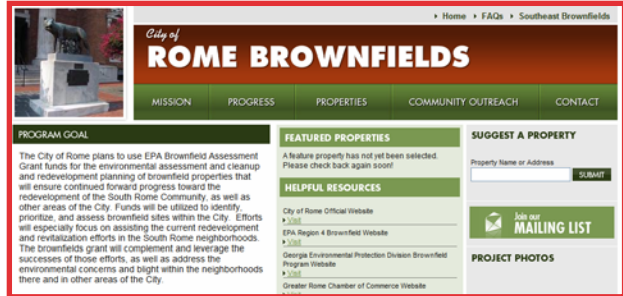 Home FAQs Southeast Brownfields
City of
ROME BROWNFIELDS
MISSION PROGRESS PROPERTIES COMMUNITY OUTREACH CONTACT
PROGRAM GOAL
The City of Rome plans to use EPA Brownfield Assessment
Grant funds for the environmental assessment and cleanup
and redevelopment planning of brownfield properties that
will ensure continued forward progress toward the
redevelopment of the South Rome Community, as well as
other areas of the City. Funds will be utilized to identify,
prioritize, and assess brownfield sites within the City. Efforts
will especially focus on assisting the current redevelopment
and revitalization efforts in the South Rome neighborhoods.
The brownfields grant will complement and leverage the
successes of those efforts, as well as address the
environmental concerns and blight within the neighborhoods
there and in other areas of the City.
FEATURED PROPERTIES
A feature property has not yet been selected.
Please check back again soon!
HELPFUL RESOURCES
City of Rome Official Website
Visit
EPA Region 4 Brownfield Website
Visit
Georgia Environmental Protection Division Brownfield
Program Website
Visit
Greater Rome Chamber of Commerce Website
SUGGEST A PROPERTY
Property Name or Address
SUBMIT
Join our
MAILING LIST
PROJECT PHOTOS